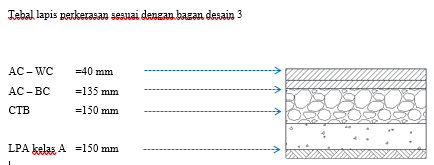 Tebal lapis perkerasan sesuai dengan bagan desain 3
AC – WC =40 mm
AC – BC =135 mm
CTB =150 mm
LPA kelas A =150 mm